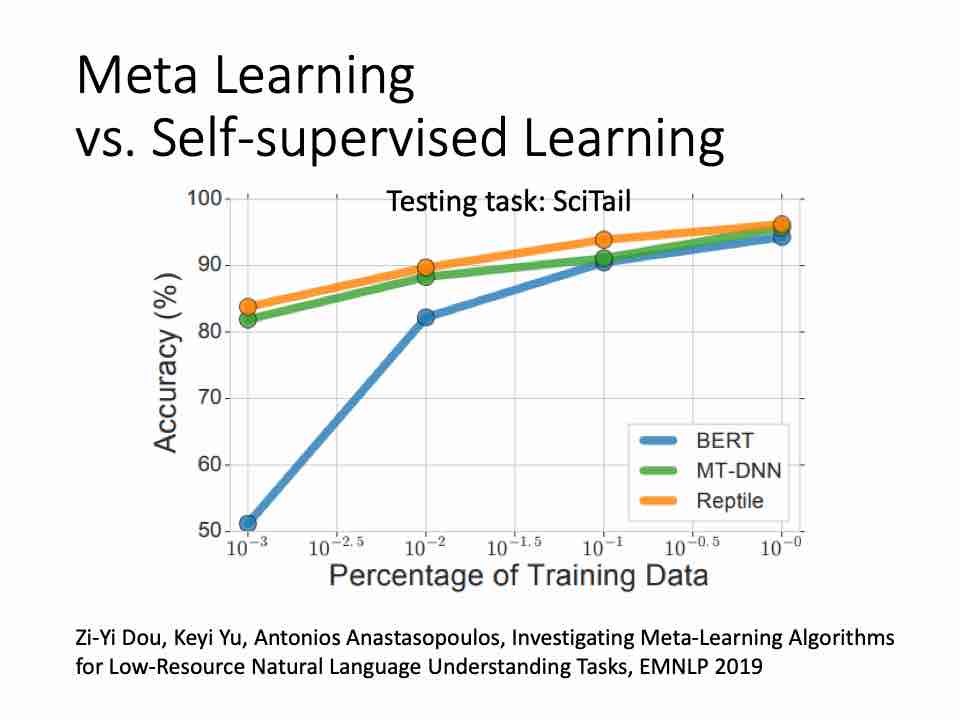 Meta Learning
vs. Self-supervised Learning
Testing task: SciTail
100
90
80
70
60
50
Accuracy (%)
BERT
MT-DNN
Reptile
10⁻³ 10⁻²·⁵ 10⁻² 10⁻¹·⁵ 10⁻¹ 10⁻⁰·⁵ 10⁻⁰
Percentage of Training Data
Zi-Yi Dou, Keyi Yu, Antonios Anastasopoulos, Investigating Meta-Learning Algorithms
for Low-Resource Natural Language Understanding Tasks, EMNLP 2019